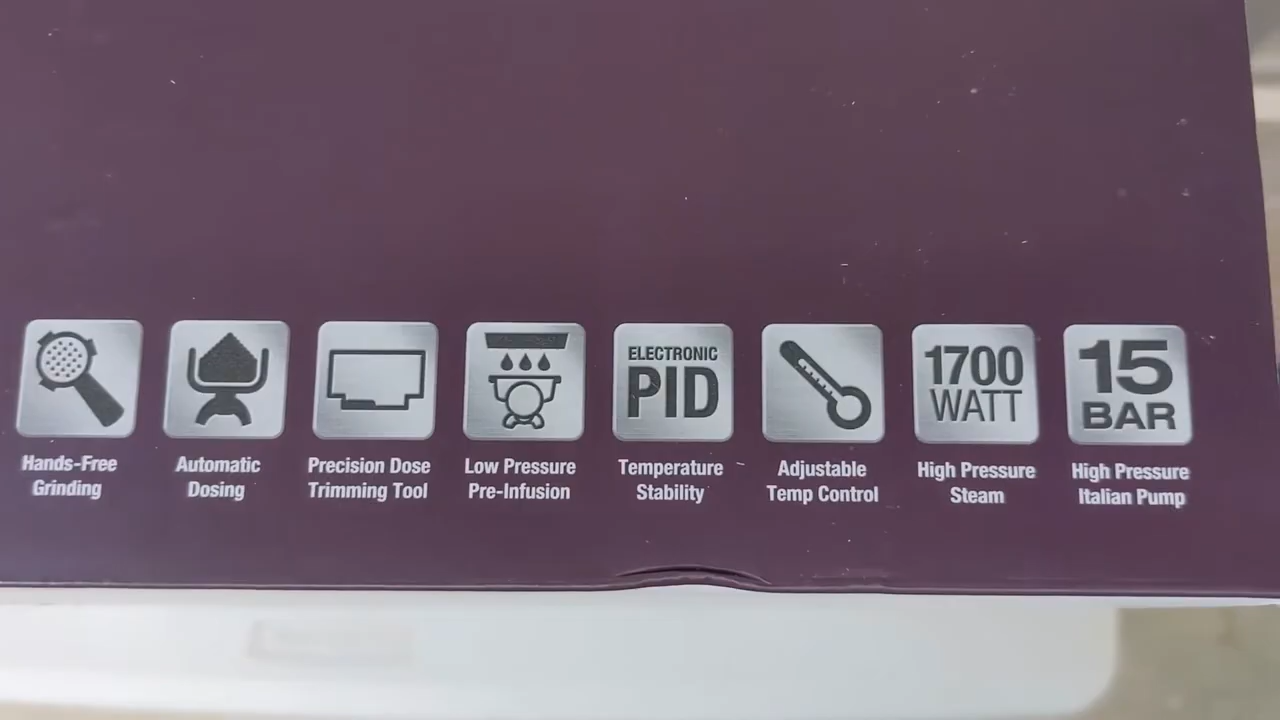 ELECTRONIC
PID
1700
WATT
15
BAR
Hands-Free
Grinding
Automatic
Dosing
Precision Dose
Trimming Tool
Low Pressure
Pre-Infusion
Temperature
Stability
Adjustable
Temp Control
High Pressure
Steam
High Pressure
Italian Pump